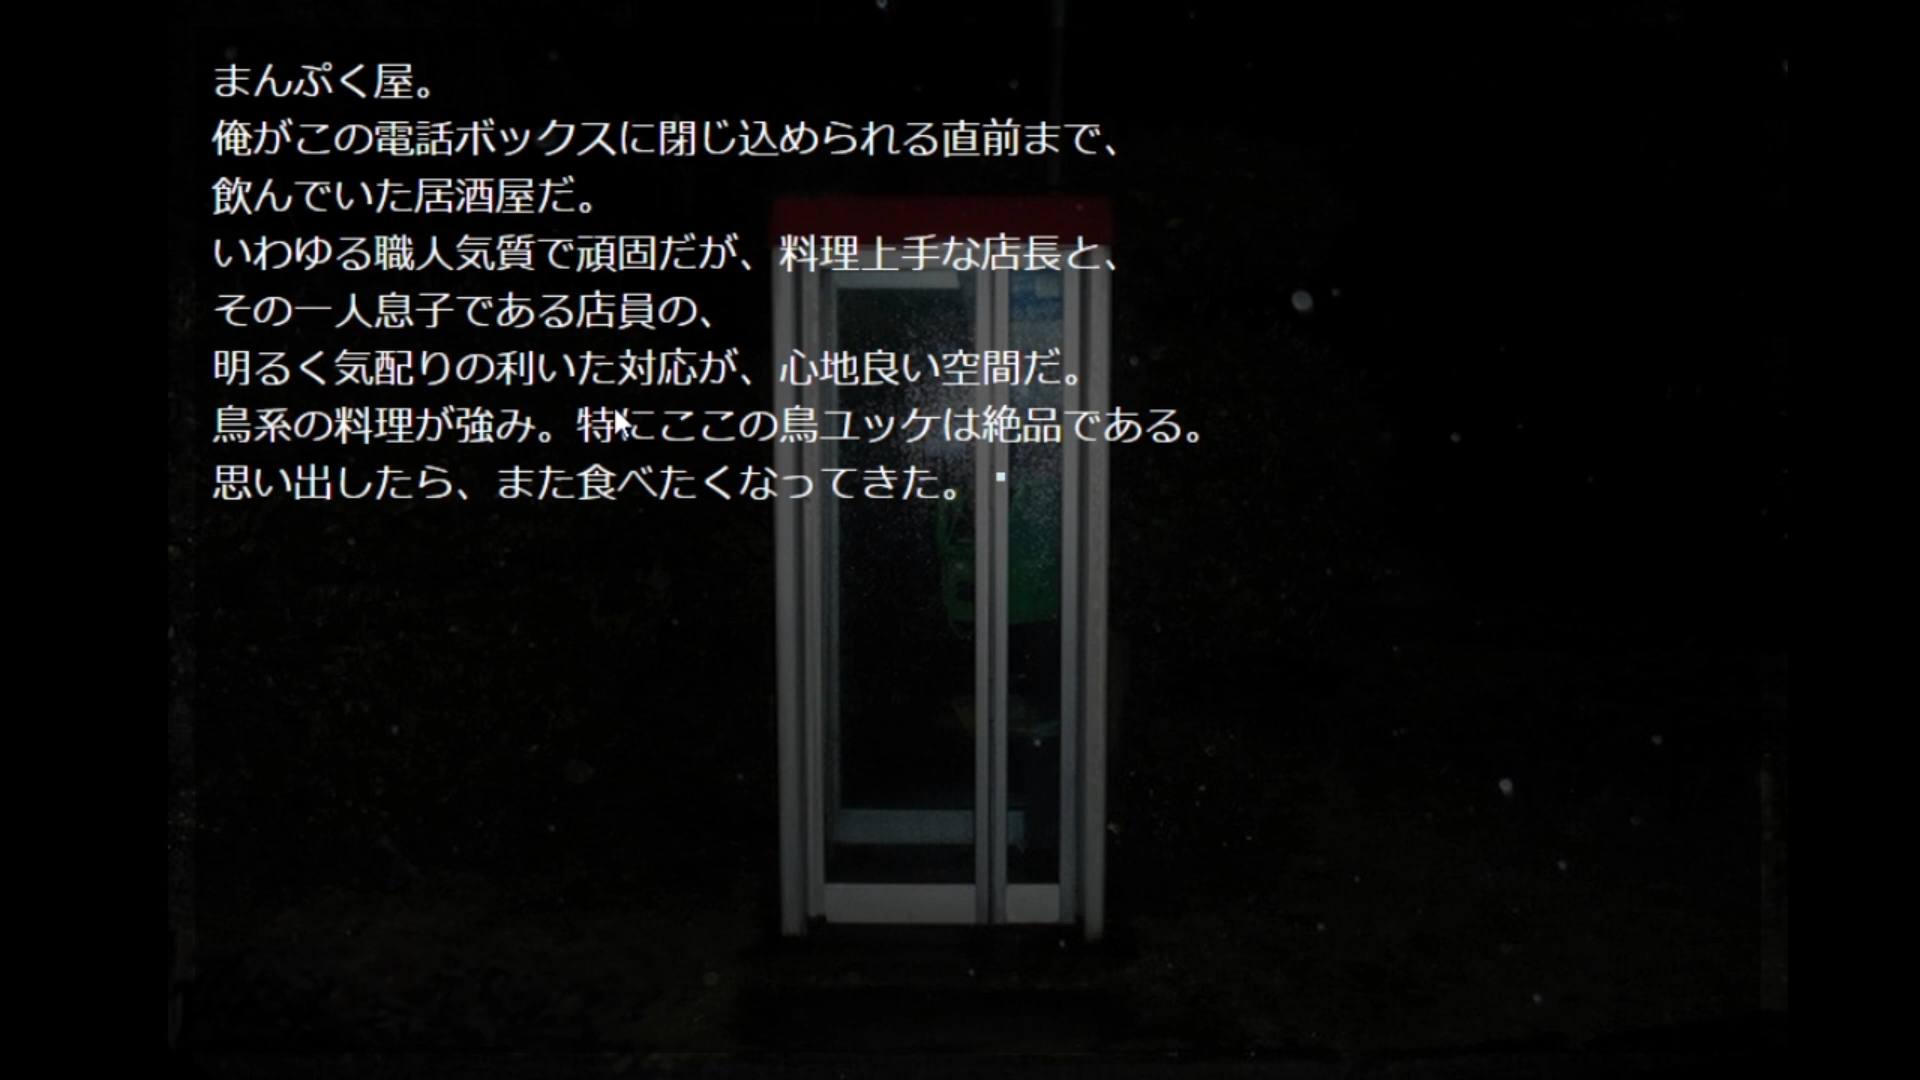 まんぷく屋。
俺がこの電話ボックスに閉じ込められる直前まで、
飲んでいた居酒屋だ。
いわゆる職人気質で頑固だが、料理上手な店長と、
その一人息子である店員の、
明るく気配りの利いた対応が、心地良い空間だ。
鳥系の料理が強み。特にここの鳥ユッケは絶品である。
思い出したら、また食べたくなってきた。